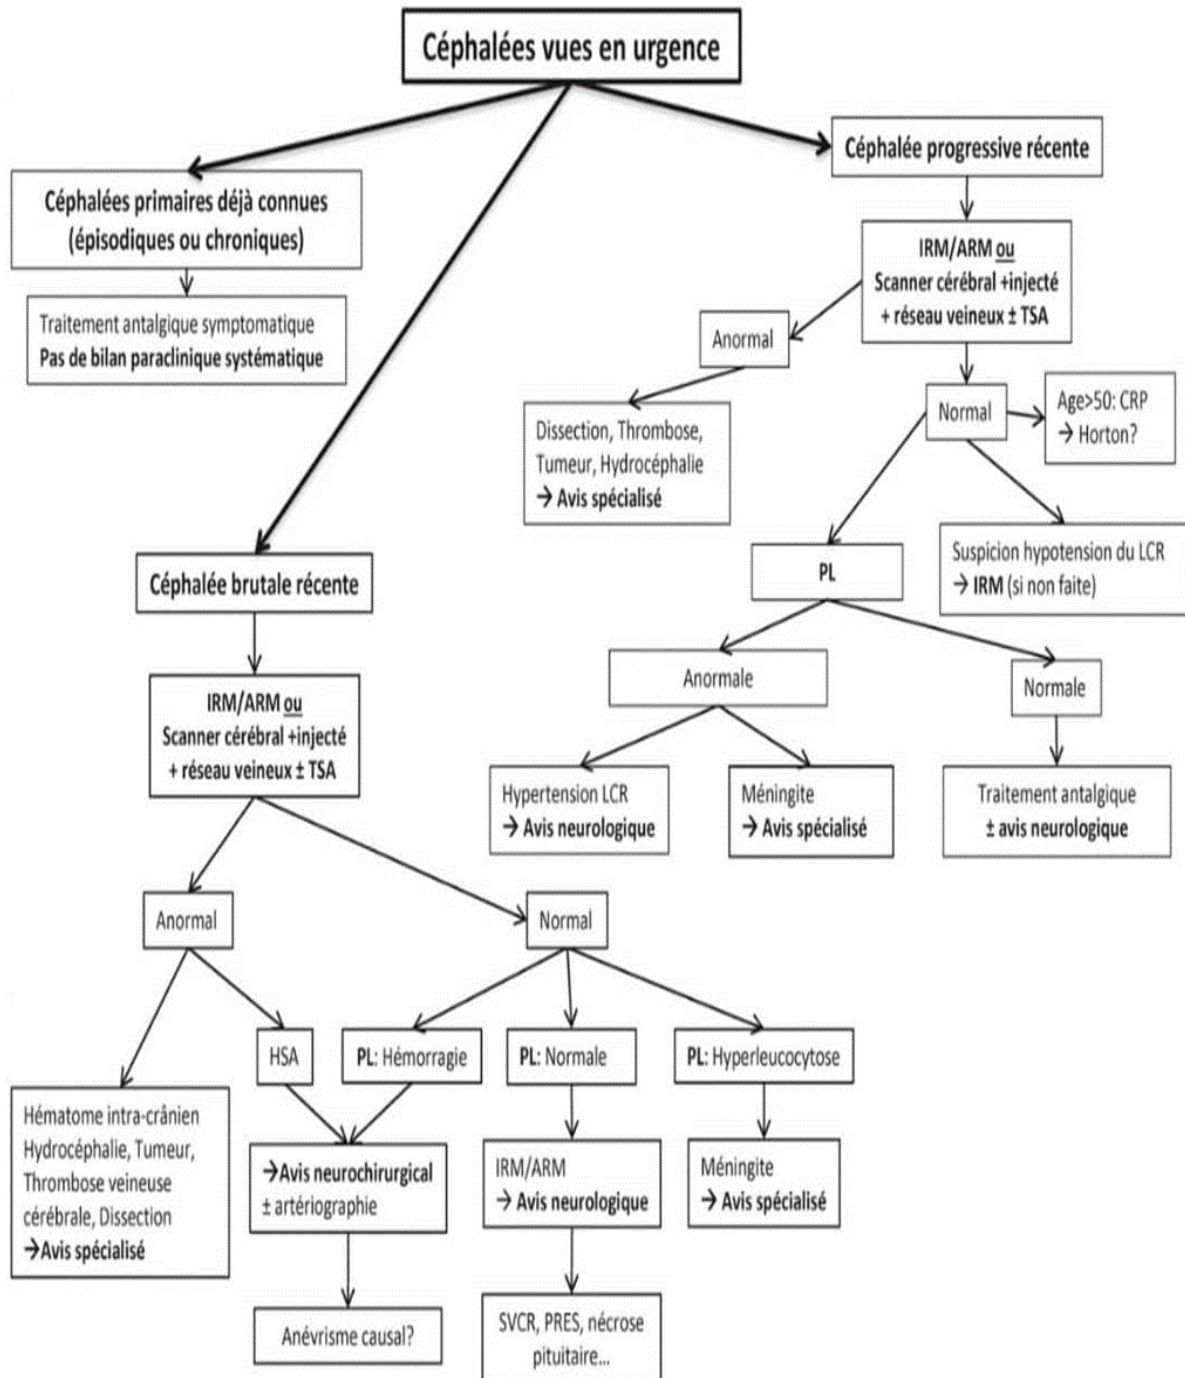 Céphalées vues en urgence
Céphalées primaires déjà connues
(épisodiques ou chroniques)
Traitement antalgique symptomatique
Pas de bilan paraclinique systématique
Céphalée progressive récente
IRM/ARM ou
Scanner cérébral +injecté
+ réseau veineux ± TSA
Anormal
Dissection, Thrombose,
Tumeur, Hydrocéphalie
→ Avis spécialisé
Normal
Age>50: CRP
→ Horton?
Suspicion hypotension du LCR
→ IRM (si non faite)
PL
Anormale
Normale
Hypertension LCR
→ Avis neurologique
Méningite
→ Avis spécialisé
Traitement antalgique
± avis neurologique
Céphalée brutale récente
IRM/ARM ou
Scanner cérébral +injecté
+ réseau veineux ± TSA
Anormal
Normal
HSA
PL: Hémorragie
PL: Normale
PL: Hyperleucocytose
Hématome intra-crânien
Hydrocéphalie, Tumeur,
Thrombose veineuse
cérébrale, Dissection
→Avis spécialisé
→Avis neurochirurgical
± artériographie
IRM/ARM
→ Avis neurologique
Méningite
→ Avis spécialisé
Anévrisme causal?
SVCR, PRES, nécrose
pituitaire...